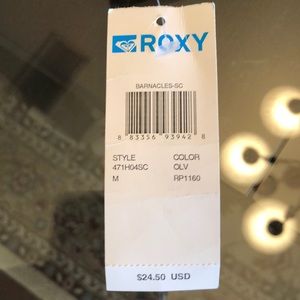 ROXY
BARNACLES-SC
8 83356 93942 8
STYLE COLOR
471H04SC OLV
M RP1160
$24.50 USD